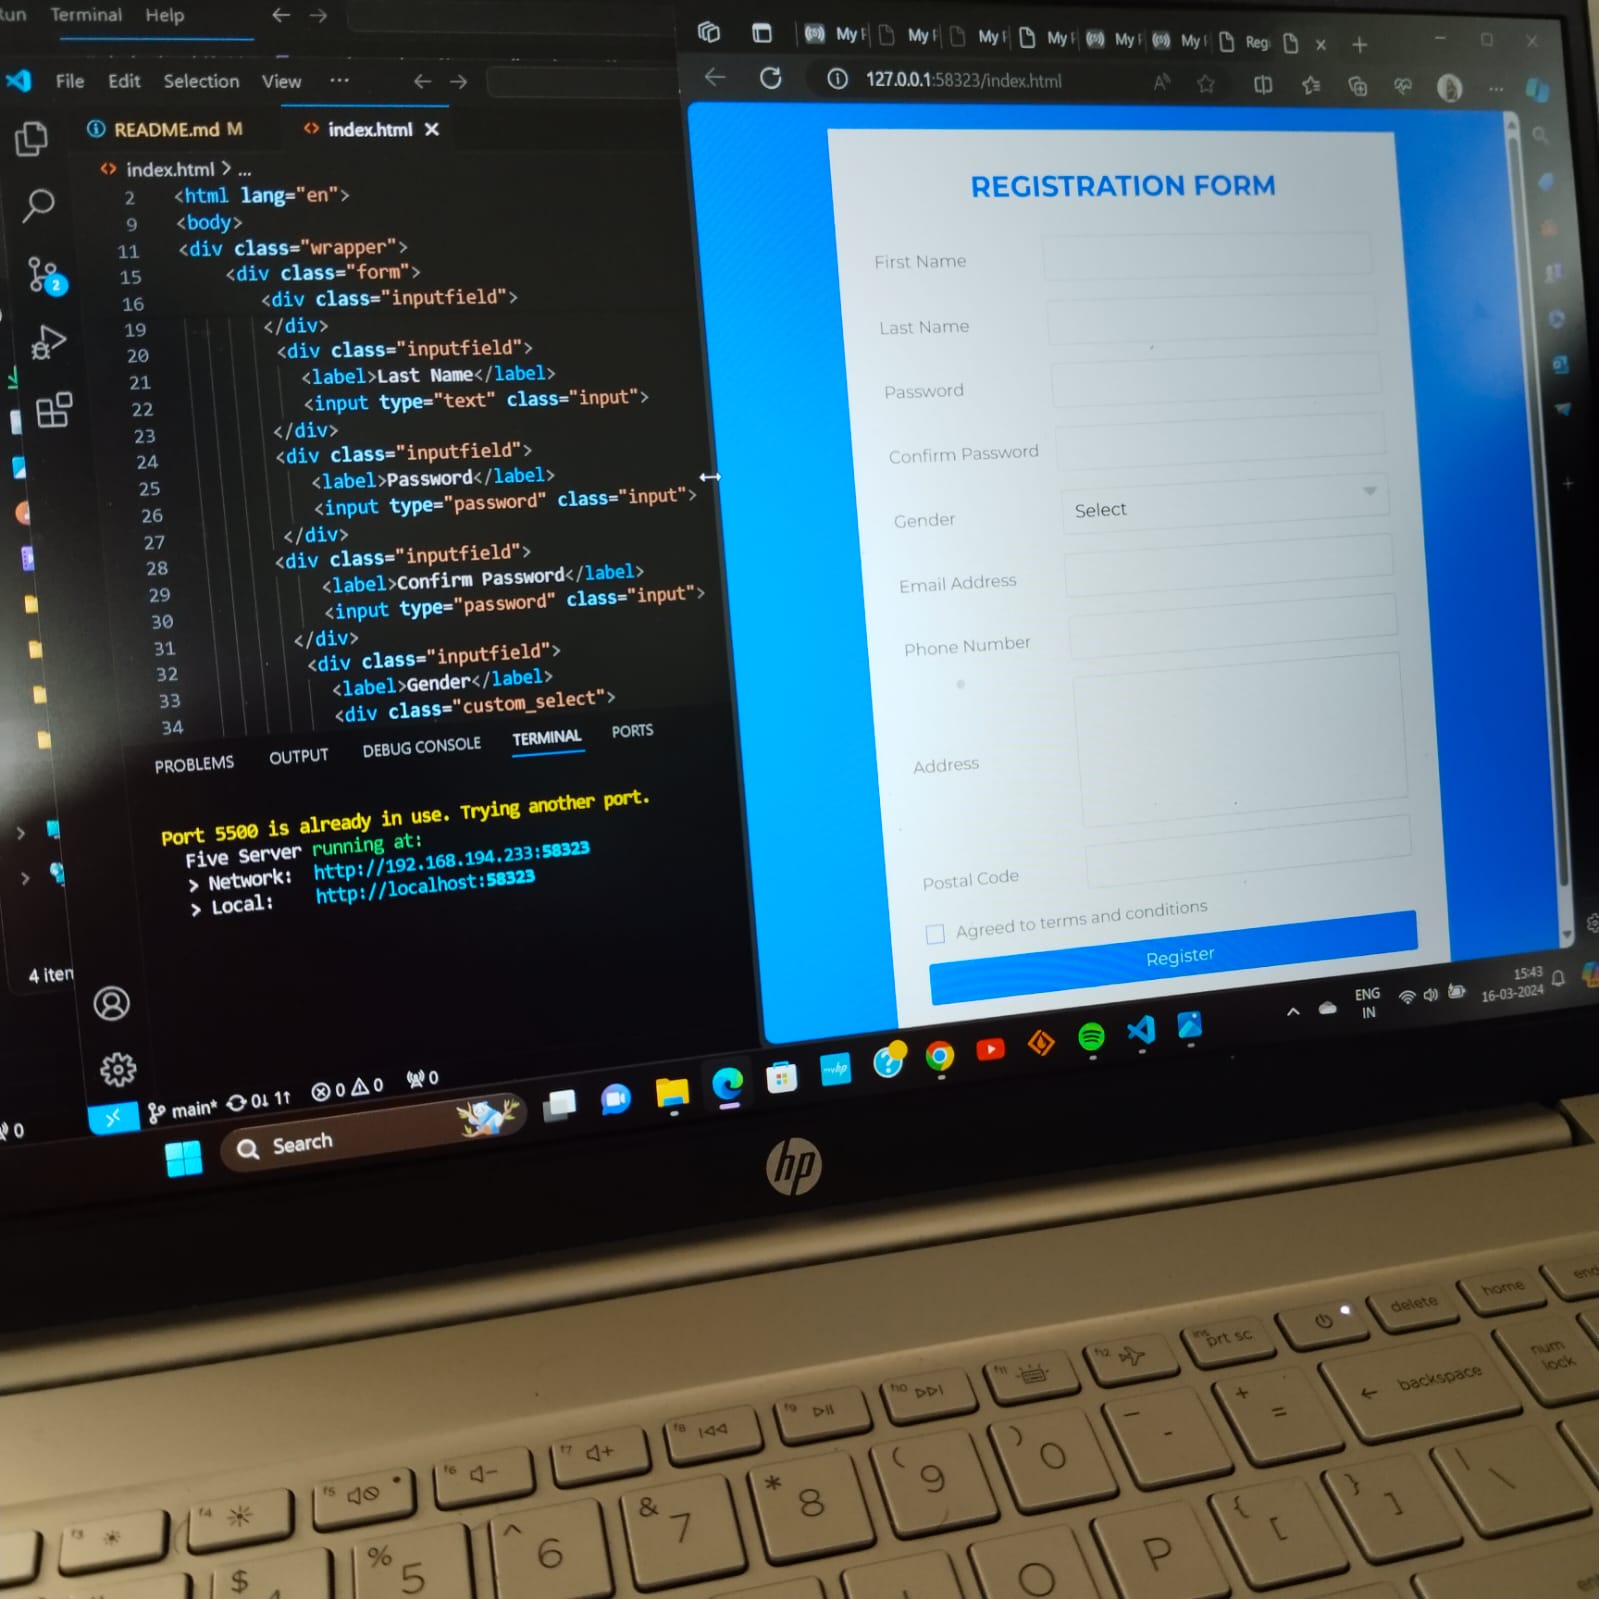 Run Terminal Help
File Edit Selection View ...
README.md M index.html
index.html > ...
2 <html lang="en">
9 <body>
11 <div class="wrapper">
15 <div class="form">
16 <div class="inputfield">
19 </div>
20 <div class="inputfield">
21 <label>Last Name</label>
22 <input type="text" class="input">
23 </div>
24 <div class="inputfield">
25 <label>Password</label>
26 <input type="password" class="input">
27 </div>
28 <div class="inputfield">
29 <label>Confirm Password</label>
30 <input type="password" class="input">
31 </div>
32 <div class="inputfield">
33 <label>Gender</label>
34 <div class="custom_select">
2
PROBLEMS OUTPUT DEBUG CONSOLE TERMINAL PORTS
Port 5500 is already in use. Trying another port.
Five Server running at:
> Network: http://192.168.194.233:58323
> Local: http://localhost:58323
4 iten
main* 0↓ 1↑ 0 0 0
0
My F My F My F My F My F My F Reg
127.0.0.1:58323/index.html
REGISTRATION FORM
First Name
Last Name
Password
Confirm Password
Gender Select
Email Address
Phone Number
Address
Postal Code
Agreed to terms and conditions
Register
Search
myhp
ENG
IN
15:43
16-03-2024
hp
f3 f4 f5 f6 f7 f8 f9 f10 f11 f12 ins prt sc delete home end
$ % 5 ^ 6 & 7 * 8 ( 9 ) 0 - - + = ← backspace num lock
O P { [ } ] | \